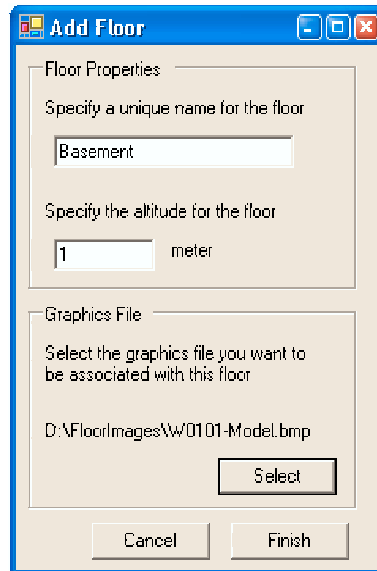 Add Floor
Floor Properties
Specify a unique name for the floor
Basement
Specify the altitude for the floor
1 meter
Graphics File
Select the graphics file you want to
be associated with this floor
D:\FloorImages\W0101-Model.bmp
Select
Cancel Finish